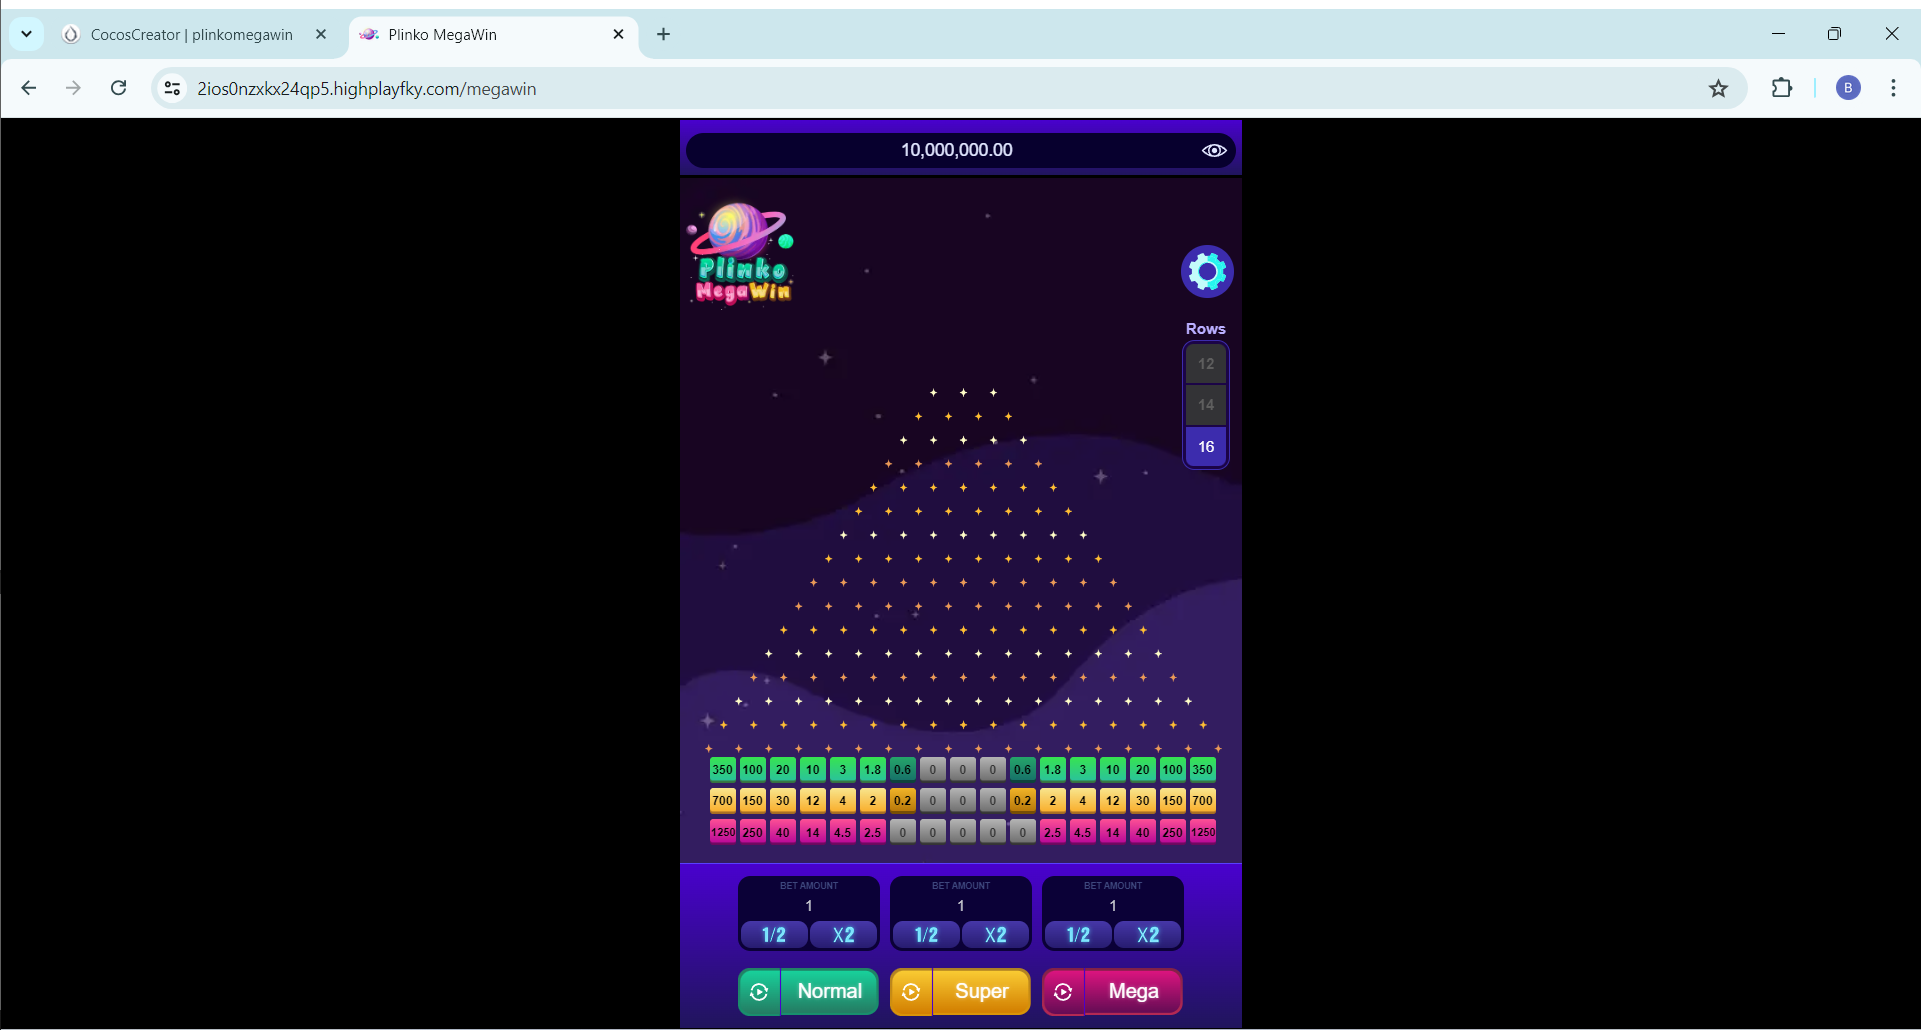 CocosCreator | plinkomegawin
Plinko MegaWin
2ios0nzxkx24qp5.highplayfky.com/megawin
B
10,000,000.00
Plinko
MegaWin
Rows
12
14
16
350 100 20 10 3 1.8 0.6 0 0 0 0.6 1.8 3 10 20 100 350
700 150 30 12 4 2 0.2 0 0 0 0.2 2 4 12 30 150 700
1250 250 40 14 4.5 2.5 0 0 0 0 0 2.5 4.5 14 40 250 1250
BET AMOUNT BET AMOUNT BET AMOUNT
1 1 1
1/2 X2 1/2 X2 1/2 X2
Normal Super Mega